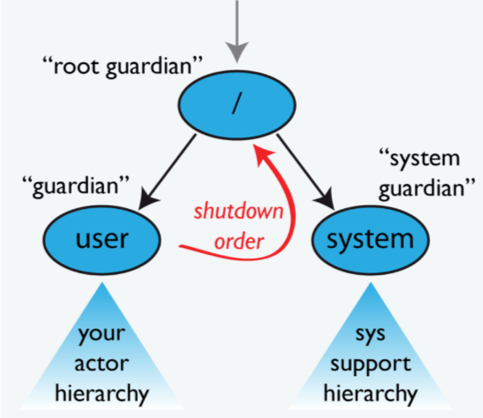 “root guardian”
/
“guardian”
“system
guardian”
shutdown
order
user
system
your
actor
hierarchy
sys
support
hierarchy